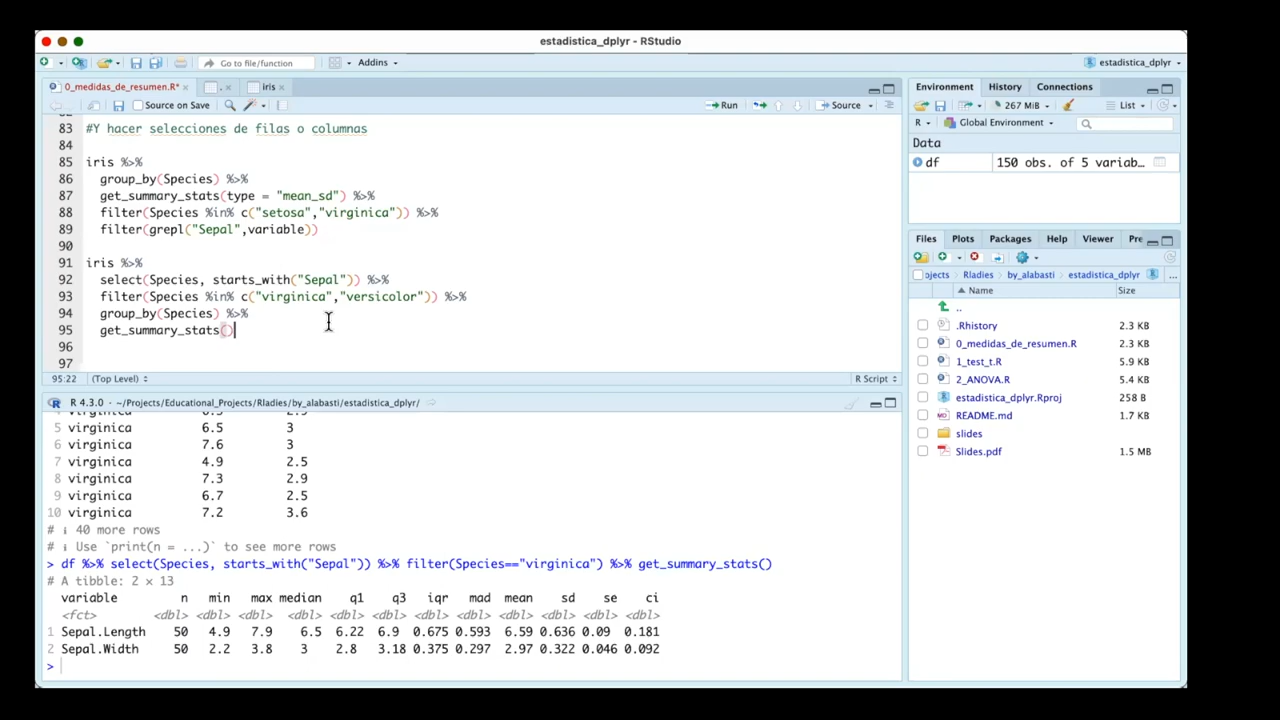 estadistica_dplyr - RStudio
Go to file/function
Addins
estadistica_dplyr
0_medidas_de_resumen.R*
.
iris
Source on Save
Run
Source
83 #Y hacer selecciones de filas o columnas
84
85 iris %>%
86 group_by(Species) %>%
87 get_summary_stats(type = "mean_sd") %>%
88 filter(Species %in% c("setosa","virginica")) %>%
89 filter(grepl("Sepal",variable))
90
91 iris %>%
92 select(Species, starts_with("Sepal")) %>%
93 filter(Species %in% c("virginica","versicolor")) %>%
94 group_by(Species) %>%
95 get_summary_stats()
96
97
95:22 (Top Level) R Script
R 4.3.0 · ~/Projects/Educational_Projects/Rladies/by_alabasti/estadistica_dplyr/
5 virginica 6.5 3
6 virginica 7.6 3
7 virginica 4.9 2.5
8 virginica 7.3 2.9
9 virginica 6.7 2.5
10 virginica 7.2 3.6
# ℹ 40 more rows
# ℹ Use `print(n = ...)` to see more rows
> df %>% select(Species, starts_with("Sepal")) %>% filter(Species=="virginica") %>% get_summary_stats()
# A tibble: 2 × 13
variable n min max median q1 q3 iqr mad mean sd se ci
<fct> <dbl> <dbl> <dbl> <dbl> <dbl> <dbl> <dbl> <dbl> <dbl> <dbl> <dbl> <dbl>
1 Sepal.Length 50 4.9 7.9 6.5 6.22 6.9 0.675 0.593 6.59 0.636 0.09 0.181
2 Sepal.Width 50 2.2 3.8 3 2.8 3.18 0.375 0.297 2.97 0.322 0.046 0.092
>
Environment History Connections
267 MiB List
R Global Environment
Data
df 150 obs. of 5 variab…
Files Plots Packages Help Viewer Pre
ojects Rladies by_alabasti estadistica_dplyr ...
Name Size
..
.Rhistory 2.3 KB
0_medidas_de_resumen.R 2.3 KB
1_test_t.R 5.9 KB
2_ANOVA.R 5.4 KB
estadistica_dplyr.Rproj 258 B
README.md 1.7 KB
slides
Slides.pdf 1.5 MB